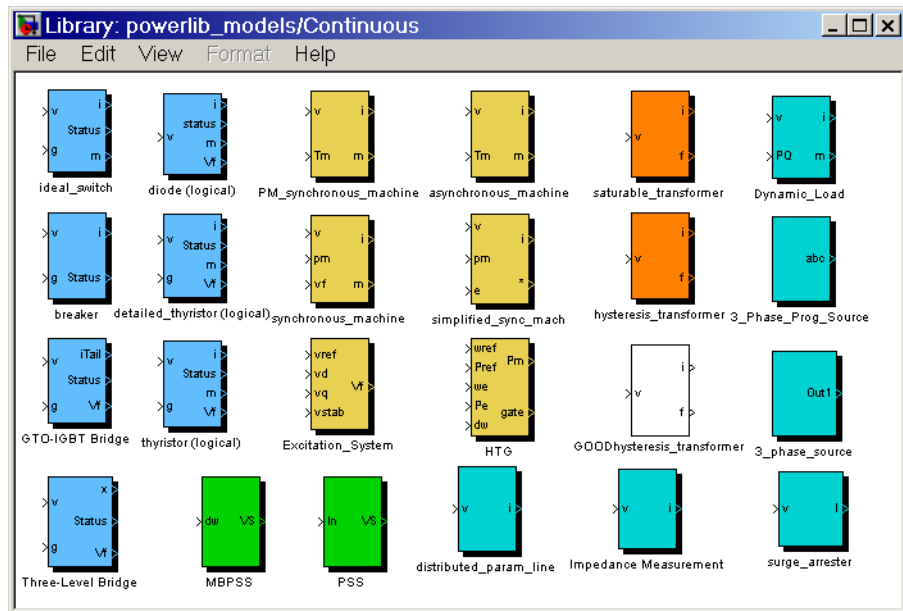 Library: powerlib_models/Continuous
File Edit View Format Help
v i
Status
g m
ideal_switch
i
status
v m
Vf
diode (logical)
v i
Tm m
PM_synchronous_machine
v i
Tm m
asynchronous_machine
i
v
f
saturable_transformer
v i
PQ m
Dynamic_Load
v i
g Status
breaker
v i
Status
m
g Vf
detailed_thyristor (logical)
v i
pm
vf m
synchronous_machine
v i
pm
e *
simplified_sync_mach
i
v
f
hysteresis_transformer
abc
3_Phase_Prog_Source
iTail
v
Status
g Vf
GTO-IGBT Bridge
v i
Status
m
g Vf
thyristor (logical)
vref
vd
vq Vf
vstab
Excitation_System
wref
Pref Pm
we
Pe gate
dw
HTG
i
v
f
GOODhysteresis_transformer
Out1
3_phase_source
x
v
Status
g Vf
Three-Level Bridge
dw VS
MBPSS
In VS
PSS
v i
distributed_param_line
v i
Impedance Measurement
v I
surge_arrester